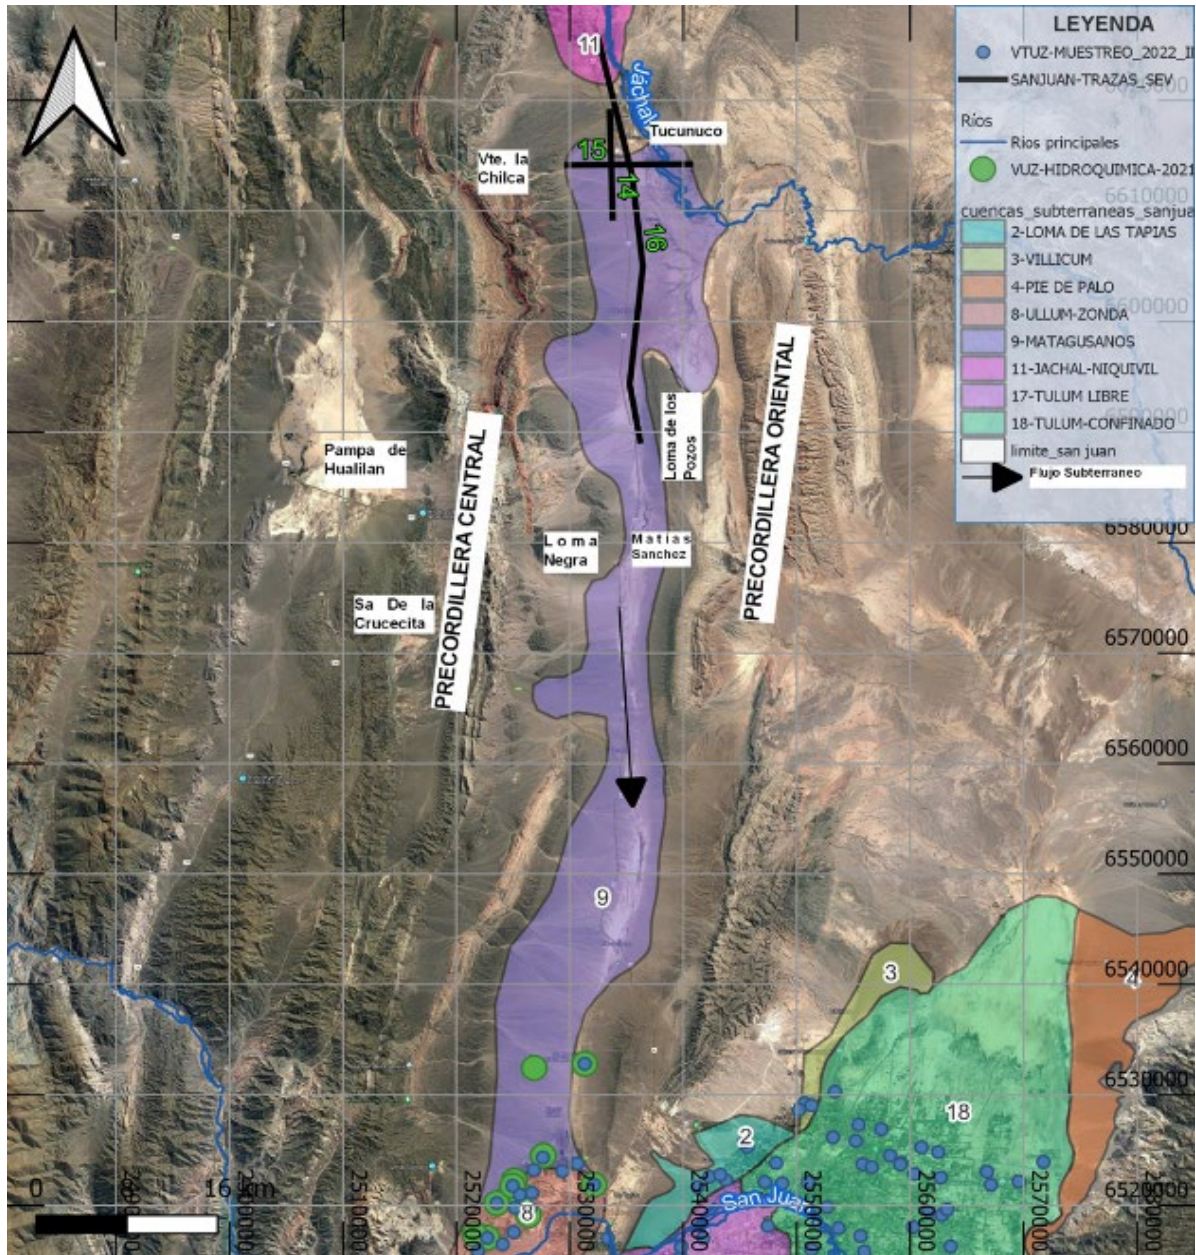 LEYENDA
VTUZ-MUESTREO_2022_I
SANJUAN-TRAZAS_SEV
Ríos
Rios principales
VUZ-HIDROQUIMICA-2021
6610000
cuencas_subterraneas_sanjua
2-LOMA DE LAS TAPIAS
3-VILLICUM
4-PIE DE PALO
6600000
8-ULLUM-ZONDA
9-MATAGUSANOS
11-JACHAL-NIQUIVIL
17-TULUM LIBRE
18-TULUM-CONFINADO
limite_san juan
Flujo Subterraneo
11
Jáchal
Tucunuco
15
Vte. la
Chilca
14
16
PRECORDILLERA ORIENTAL
Loma de los
Pozos
Pampa de
Hualilan
PRECORDILLERA CENTRAL
6580000
Loma
Negra
Matias
Sanchez
Sa De la
Crucecita
6570000
6560000
6550000
9
3
6540000
4
6530000
18
2
6520000
San Juan
8
0
16 km
2510000
2520000
2530000
2540000
2550000
2560000
2570000